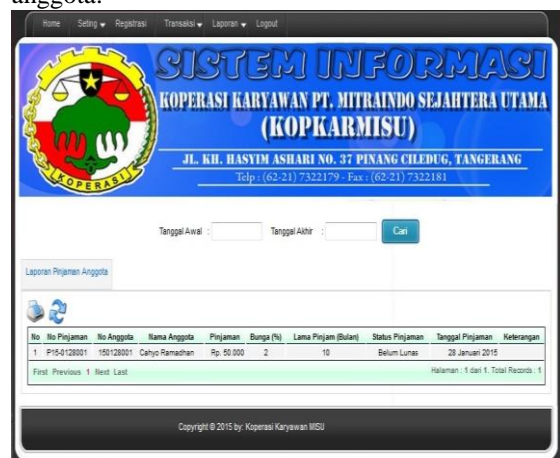 anggota.
Home Seting Registrasi Transaksi Laporan Logout
SISTEM INFORMASI
KOPERASI KARYAWAN PT. MITRAINDO SEJAHTERA UTAMA
(KOPKARMISU)
JL. KH. HASYIM ASHARI NO. 37 PINANG CILEDUG, TANGERANG
Telp : (62-21) 7322179 - Fax : (62-21) 7322181
KOPERASI
Tanggal Awal : Tanggal Akhir : Cari
Laporan Pinjaman Anggota
No No Pinjaman No Anggota Nama Anggota Pinjaman Bunga (%) Lama Pinjam (Bulan) Status Pinjaman Tanggal Pinjaman Keterangan
1 P15-0128001 150128001 Cahyo Ramadhan Rp. 50.000 2 10 Belum Lunas 28 Januari 2015
First Previous 1 Next Last Halaman : 1 dari 1. Total Records : 1
Copyright © 2015 by: Koperasi Karyawan MISU